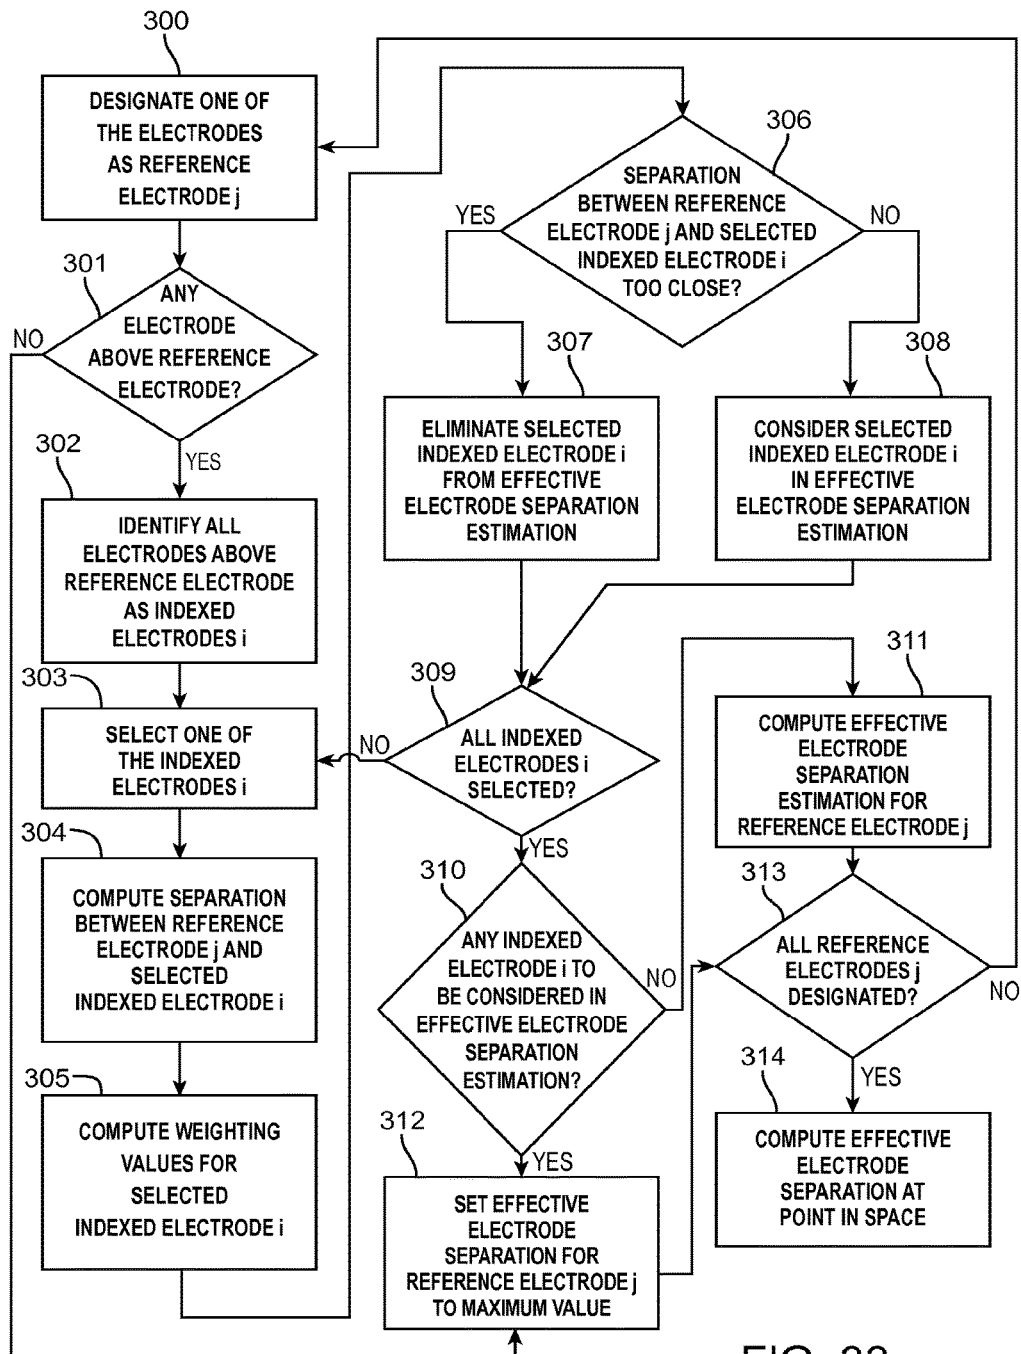 300
DESIGNATE ONE OF
THE ELECTRODES
AS REFERENCE
ELECTRODE j
301
ANY
ELECTRODE
ABOVE REFERENCE
ELECTRODE?
NO
YES
302
IDENTIFY ALL
ELECTRODES ABOVE
REFERENCE ELECTRODE
AS INDEXED
ELECTRODES i
303
SELECT ONE OF
THE INDEXED
ELECTRODES i
304
COMPUTE SEPARATION
BETWEEN REFERENCE
ELECTRODE j AND
SELECTED
INDEXED ELECTRODE i
305
COMPUTE WEIGHTING
VALUES FOR
SELECTED
INDEXED ELECTRODE i
306
SEPARATION
BETWEEN REFERENCE
ELECTRODE j AND SELECTED
INDEXED ELECTRODE i
TOO CLOSE?
YES
NO
307
ELIMINATE SELECTED
INDEXED ELECTRODE i
FROM EFFECTIVE
ELECTRODE SEPARATION
ESTIMATION
308
CONSIDER SELECTED
INDEXED ELECTRODE i
IN EFFECTIVE
ELECTRODE SEPARATION
ESTIMATION
309
ALL INDEXED
ELECTRODES i
SELECTED?
NO
YES
310
ANY INDEXED
ELECTRODE i TO
BE CONSIDERED IN
EFFECTIVE ELECTRODE
SEPARATION
ESTIMATION?
NO
YES
311
COMPUTE EFFECTIVE
ELECTRODE
SEPARATION
ESTIMATION FOR
REFERENCE ELECTRODE j
312
SET EFFECTIVE
ELECTRODE
SEPARATION FOR
REFERENCE ELECTRODE j
TO MAXIMUM VALUE
313
ALL REFERENCE
ELECTRODES j
DESIGNATED?
NO
YES
314
COMPUTE EFFECTIVE
ELECTRODE
SEPARATION AT
POINT IN SPACE
FIG.